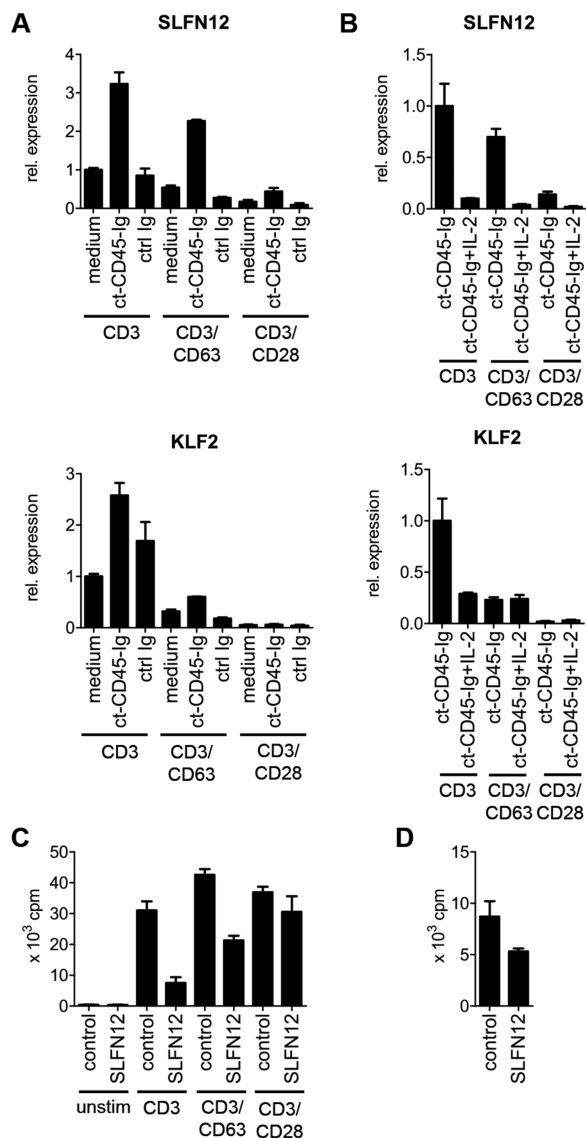 A
SLFN12
rel. expression
4
3
2
1
0
medium
ct-CD45-Ig
ctrl Ig
medium
ct-CD45-Ig
ctrl Ig
medium
ct-CD45-Ig
ctrl Ig
CD3
CD3/
CD63
CD3/
CD28
B
SLFN12
rel. expression
1.5
1.0
0.5
0.0
ct-CD45-Ig
ct-CD45-Ig+IL-2
ct-CD45-Ig
ct-CD45-Ig+IL-2
ct-CD45-Ig
ct-CD45-Ig+IL-2
CD3
CD3/
CD63
CD3/
CD28
KLF2
rel. expression
3
2
1
0
medium
ct-CD45-Ig
ctrl Ig
medium
ct-CD45-Ig
ctrl Ig
medium
ct-CD45-Ig
ctrl Ig
CD3
CD3/
CD63
CD3/
CD28
KLF2
rel. expression
1.5
1.0
0.5
0.0
ct-CD45-Ig
ct-CD45-Ig+IL-2
ct-CD45-Ig
ct-CD45-Ig+IL-2
ct-CD45-Ig
ct-CD45-Ig+IL-2
CD3
CD3/
CD63
CD3/
CD28
C
x 10³ cpm
50
40
30
20
10
0
control
SLFN12
control
SLFN12
control
SLFN12
control
SLFN12
unstim
CD3
CD3/
CD63
CD3/
CD28
D
x 10³ cpm
15
10
5
0
control
SLFN12